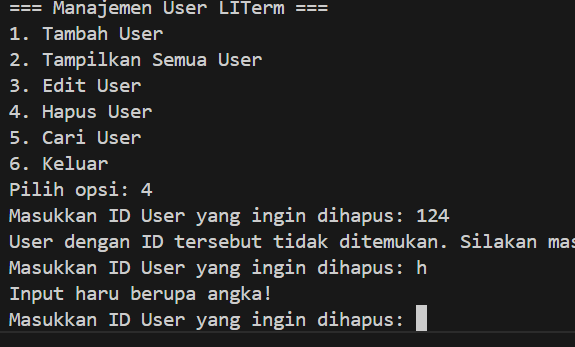 === Manajemen User LITerm ===
1. Tambah User
2. Tampilkan Semua User
3. Edit User
4. Hapus User
5. Cari User
6. Keluar
Pilih opsi: 4
Masukkan ID User yang ingin dihapus: 124
User dengan ID tersebut tidak ditemukan. Silakan mas
Masukkan ID User yang ingin dihapus: h
Input haru berupa angka!
Masukkan ID User yang ingin dihapus: